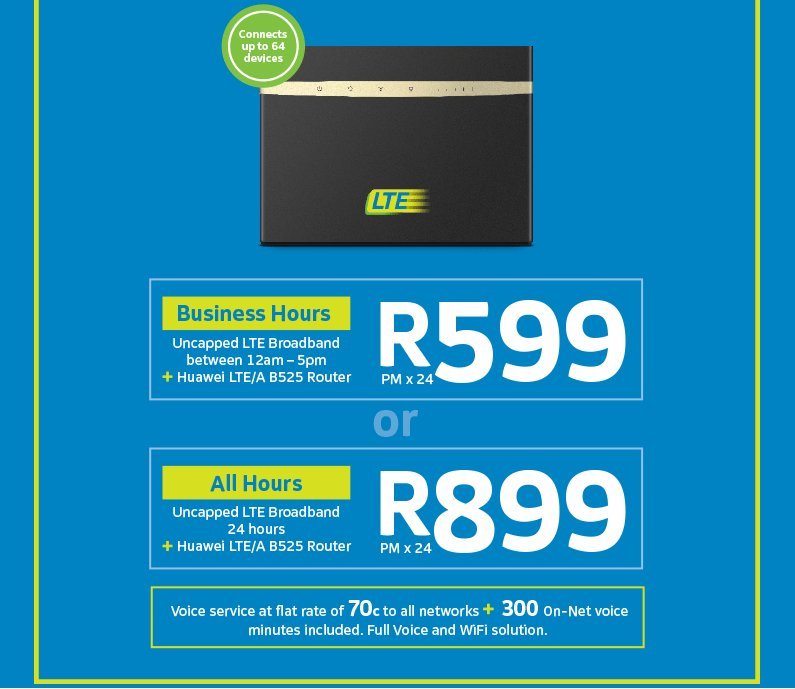 Connects
up to 64
devices
LTE
Business Hours
Uncapped LTE Broadband
between 12am – 5pm
+ Huawei LTE/A B525 Router
R599
PM x 24
or
All Hours
Uncapped LTE Broadband
24 hours
+ Huawei LTE/A B525 Router
R899
PM x 24
Voice service at flat rate of 70c to all networks + 300 On-Net voice
minutes included. Full Voice and WiFi solution.